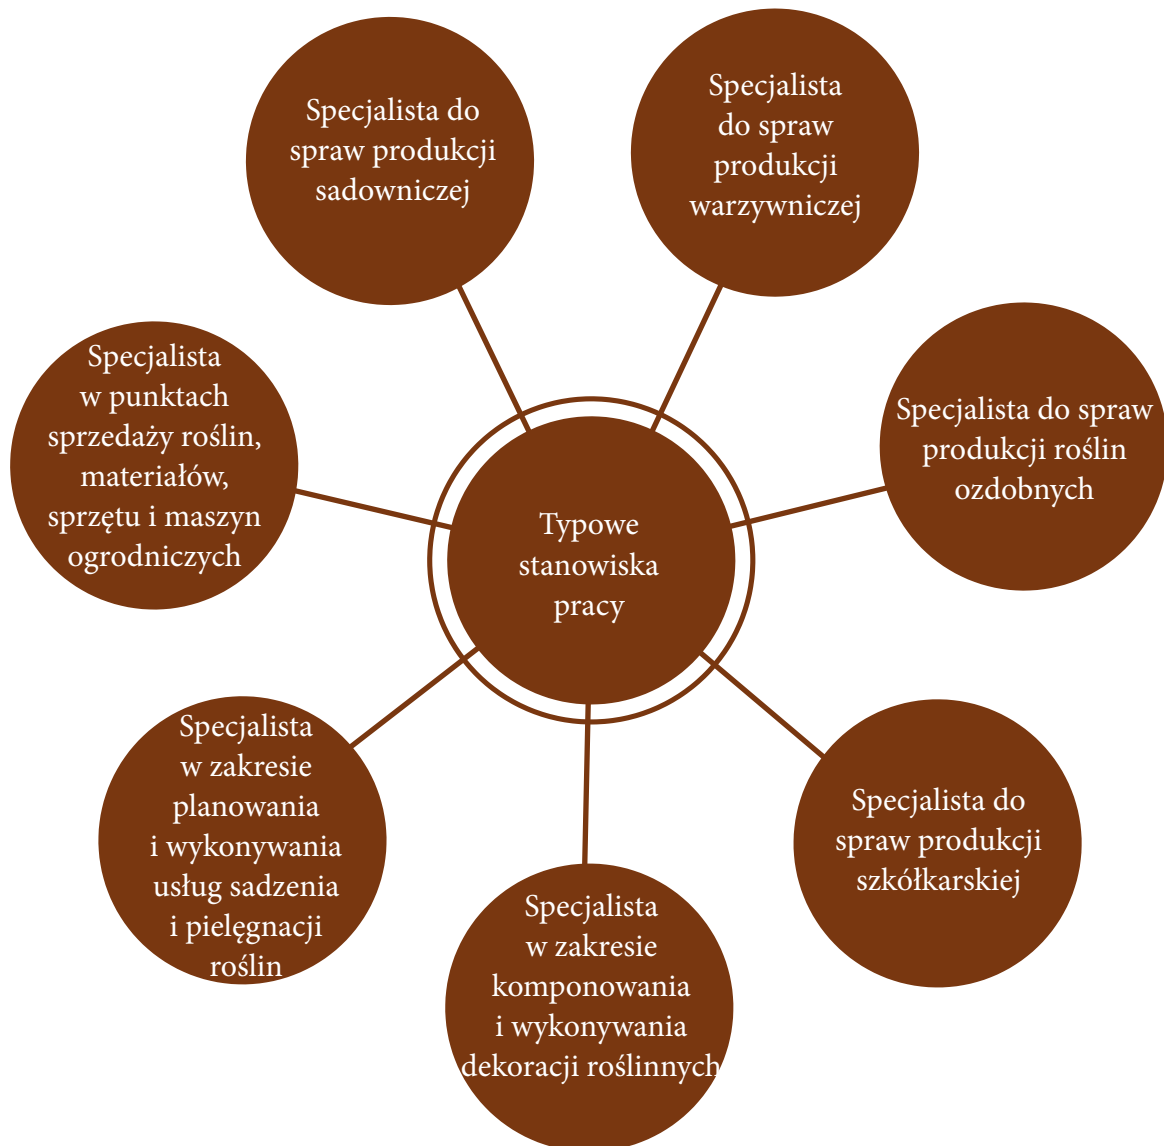 Specjalista do
spraw produkcji
sadowniczej
Specjalista
do spraw
produkcji
warzywniczej
Specjalista
w punktach
sprzedaży roślin,
materiałów,
sprzętu i maszyn
ogrodniczych
Specjalista do spraw
produkcji roślin
ozdobnych
Typowe
stanowiska
pracy
Specjalista
w zakresie
planowania
i wykonywania
usług sadzenia
i pielęgnacji
roślin
Specjalista do
spraw produkcji
szkółkarskiej
Specjalista
w zakresie
komponowania
i wykonywania
dekoracji roślinnych